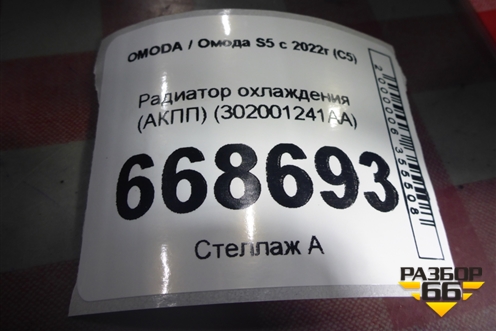 OMODA / Омода S5 с 2022г (C5)
Радиатор охлаждения
(АКПП) (302001241AA)
668693
Стеллаж А
РАЗБОР
66